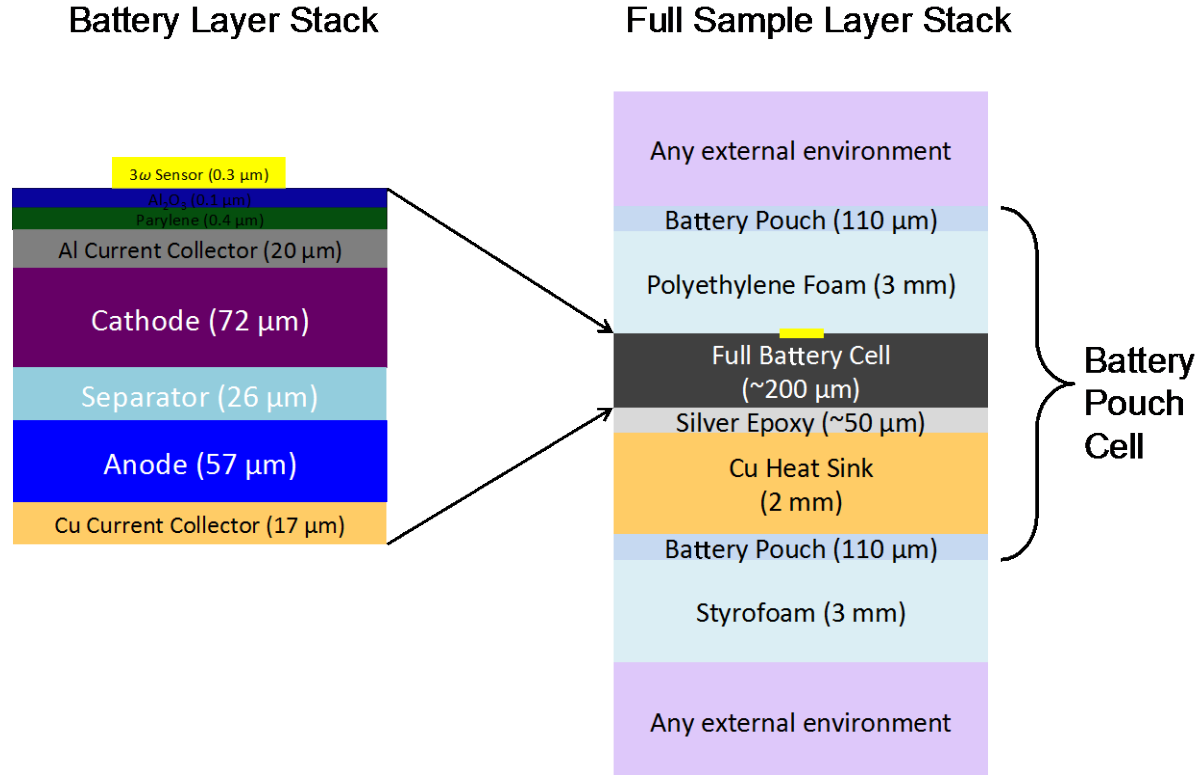 Battery Layer Stack
Full Sample Layer Stack
3ω Sensor (0.3 µm)
Al₂O₃ (0.1 µm)
Parylene (0.4 µm)
Al Current Collector (20 µm)
Cathode (72 µm)
Separator (26 µm)
Anode (57 µm)
Cu Current Collector (17 µm)
Any external environment
Battery Pouch (110 µm)
Polyethylene Foam (3 mm)
Full Battery Cell
(~200 µm)
Silver Epoxy (~50 µm)
Cu Heat Sink
(2 mm)
Battery Pouch (110 µm)
Styrofoam (3 mm)
Any external environment
Battery
Pouch
Cell